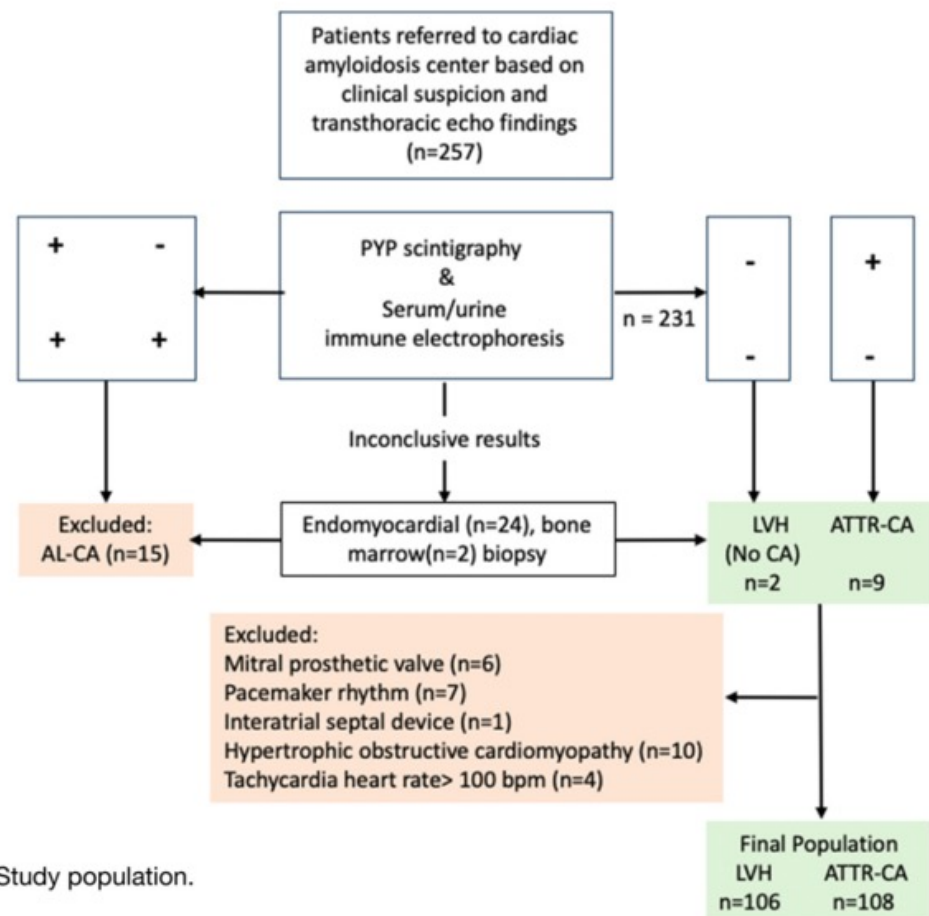 Patients referred to cardiac
amyloidosis center based on
clinical suspicion and
transthoracic echo findings
(n=257)
+ -
+ +
PYP scintigraphy
&
Serum/urine
immune electrophoresis
n = 231
-
-
+
-
Inconclusive results
Excluded:
AL-CA (n=15)
Endomyocardial (n=24), bone
marrow(n=2) biopsy
LVH ATTR-CA
(No CA)
n=2 n=9
Excluded:
Mitral prosthetic valve (n=6)
Pacemaker rhythm (n=7)
Interatrial septal device (n=1)
Hypertrophic obstructive cardiomyopathy (n=10)
Tachycardia heart rate> 100 bpm (n=4)
Final Population
LVH ATTR-CA
n=106 n=108
Study population.